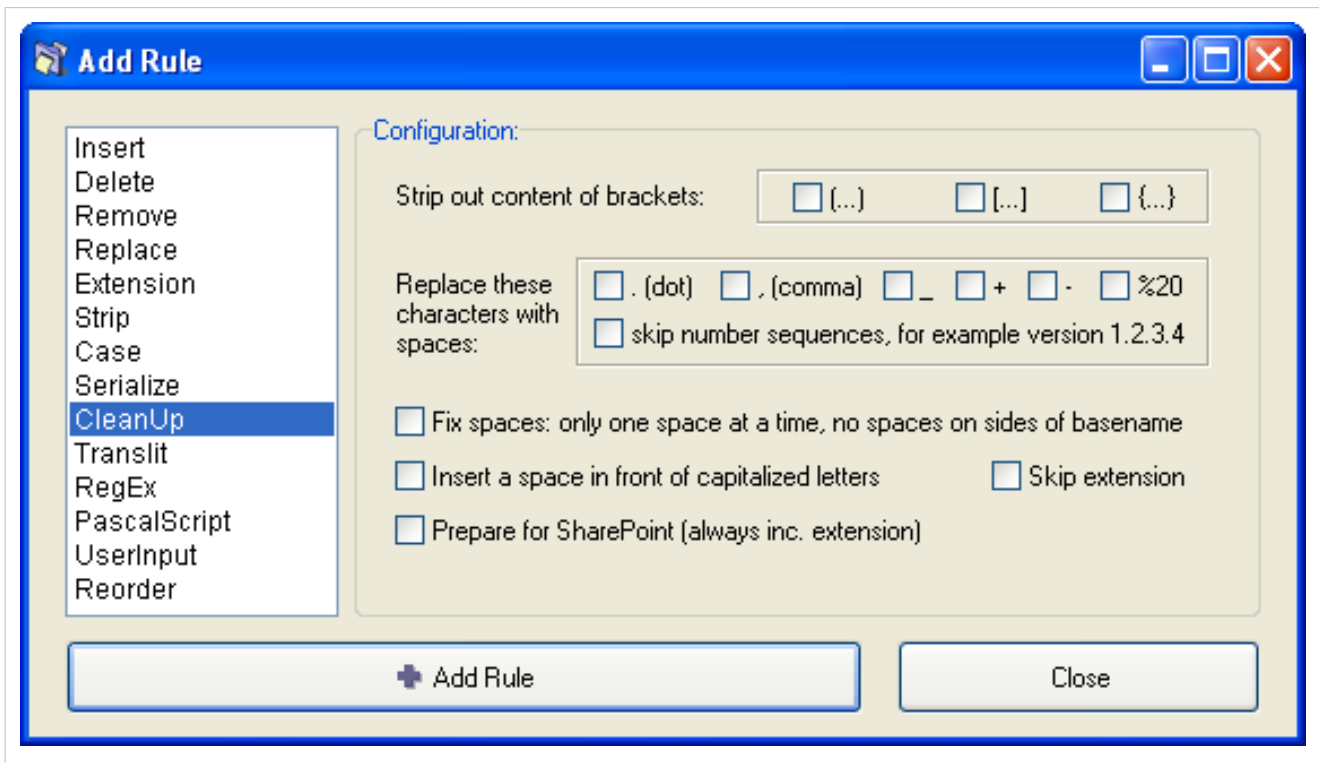 Add Rule
Insert
Delete
Remove
Replace
Extension
Strip
Case
Serialize
CleanUp
Translit
RegEx
PascalScript
UserInput
Reorder
Configuration:
Strip out content of brackets: (...) [...] {...}
Replace these
characters with
spaces:
. (dot) , (comma) _ + - %20
skip number sequences, for example version 1.2.3.4
Fix spaces: only one space at a time, no spaces on sides of basename
Insert a space in front of capitalized letters Skip extension
Prepare for SharePoint (always inc. extension)
Add Rule Close